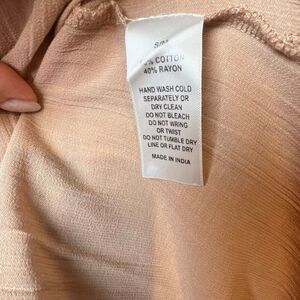 COTTON
40% RAYON
HAND WASH COLD
SEPARATELY OR
DRY CLEAN
DO NOT BLEACH
DO NOT WRING
OR TWIST
DO NOT TUMBLE DRY
LINE OR FLAT DRY
MADE IN INDIA